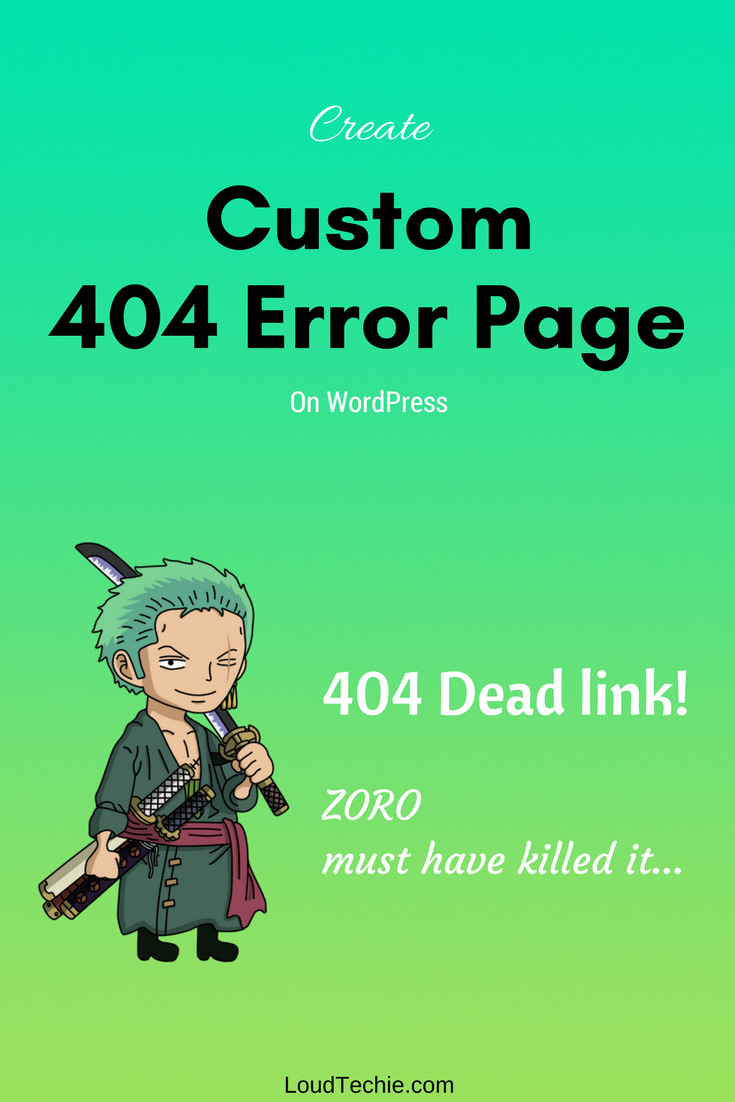 Create
Custom
404 Error Page
On WordPress
404 Dead link!
ZORO
must have killed it...
LoudTechie.com